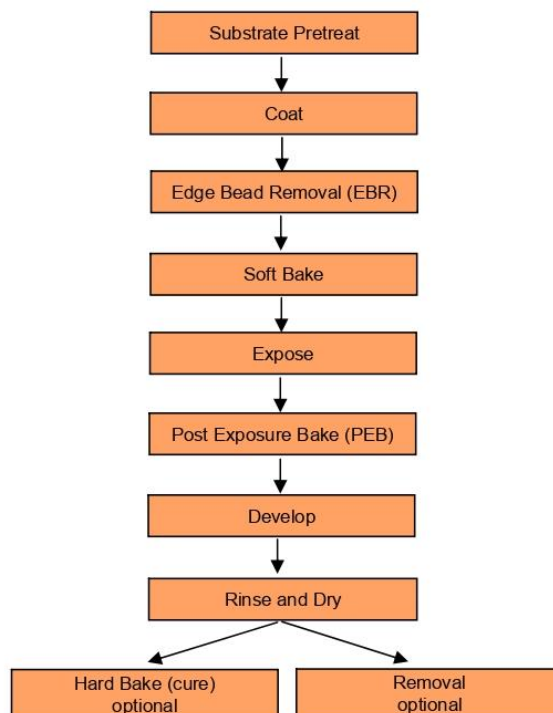 Substrate Pretreat
Coat
Edge Bead Removal (EBR)
Soft Bake
Expose
Post Exposure Bake (PEB)
Develop
Rinse and Dry
Hard Bake (cure)
optional
Removal
optional